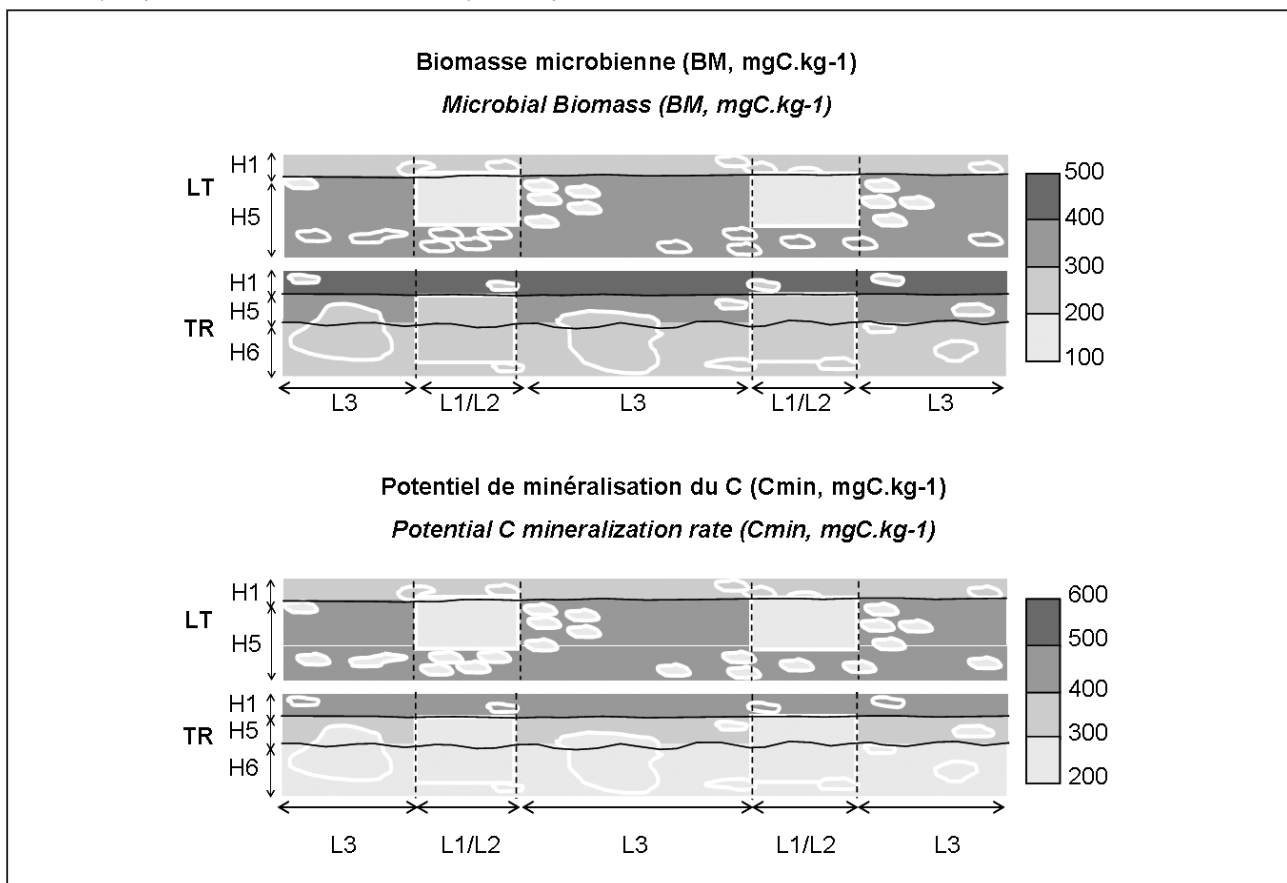 Biomasse microbienne (BM, mgC.kg-1)
Microbial Biomass (BM, mgC.kg-1)
H1
LT
H5
H1
H5
TR
H6
500
400
300
200
100
L3 L1/L2 L3 L1/L2 L3
Potentiel de minéralisation du C (Cmin, mgC.kg-1)
Potential C mineralization rate (Cmin, mgC.kg-1)
H1
LT
H5
H1
H5
TR
H6
600
500
400
300
200
L3 L1/L2 L3 L1/L2 L3